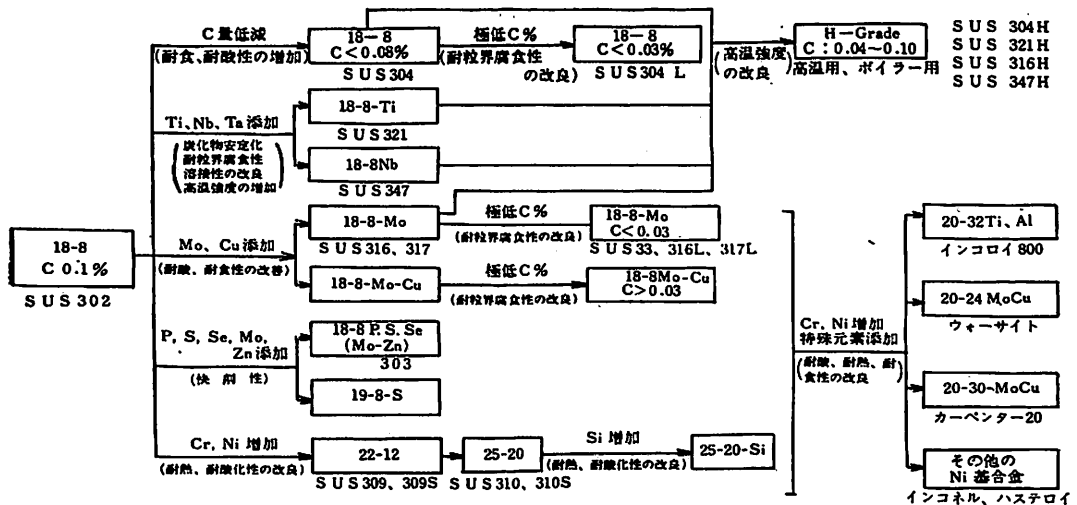 C量低減
(耐食、耐酸性の増加)
18-8
C<0.08%
SUS304
極低C%
(耐粒界腐食性
の改良)
18-8
C<0.03%
SUS304 L
(高温強度
の改良)
H-Grade
C:0.04~0.10
高温用、ボイラー用
SUS 304H
SUS 321H
SUS 316H
SUS 347H
Ti、Nb、Ta添加
(炭化物安定化
耐粒界腐食性
溶接性の改良
高温強度の増加)
18-8-Ti
SUS321
18-8Nb
SUS347
18-8
C 0.1%
SUS302
Mo、Cu添加
(耐酸、耐食性の改善)
18-8-Mo
SUS316、317
極低C%
(耐粒界腐食性の改良)
18-8-Mo
C<0.03
SUS33、316L、317L
18-8-Mo-Cu
極低C%
(耐粒界腐食性の改良)
18-8Mo-Cu
C>0.03
P, S, Se, Mo,
Zn添加
(快削性)
18-8 P. S. Se
(Mo-Zn)
303
19-8-S
Cr, Ni 増加
(耐熱、耐酸化性の改良)
22-12
SUS309、309S
25-20
SUS310、310S
Si 増加
(耐熱、耐酸化性の改良)
25-20-Si
Cr, Ni 増加
特殊元素添加
(耐酸、耐熱、耐
食性の改良)
20-32Ti、Al
インコロイ800
20-24 MoCu
ウォーサイト
20-30-MoCu
カーペンター20
その他の
Ni 基合金
インコネル、ハステロイ